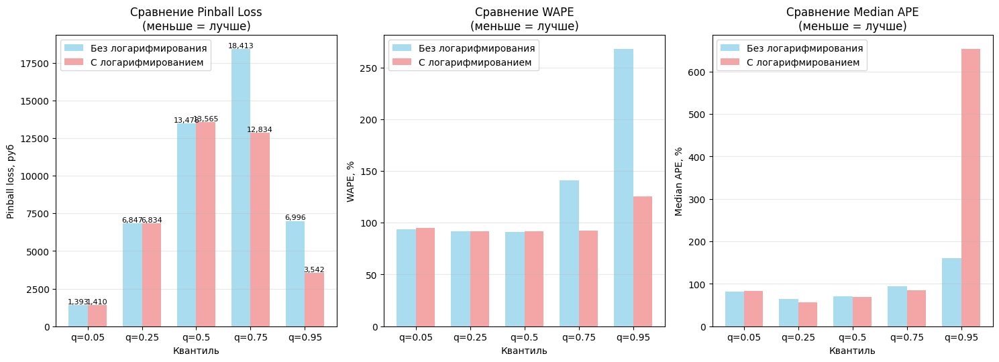 Сравнение Pinball Loss
(меньше = лучше)
Без логарифмирования
С логарифмированием
18,413
17500
15000
13,478
13,565
12,834
12500
10000
7500
6,847
6,834
6,996
5000
3,542
2500
1,393
1,410
0
Pinball loss, руб
q=0.05
q=0.25
q=0.5
q=0.75
q=0.95
Квантиль
Сравнение WAPE
(меньше = лучше)
Без логарифмирования
С логарифмированием
250
200
150
100
50
0
WAPE, %
q=0.05
q=0.25
q=0.5
q=0.75
q=0.95
Квантиль
Сравнение Median APE
(меньше = лучше)
Без логарифмирования
С логарифмированием
600
500
400
300
200
100
0
Median APE, %
q=0.05
q=0.25
q=0.5
q=0.75
q=0.95
Квантиль